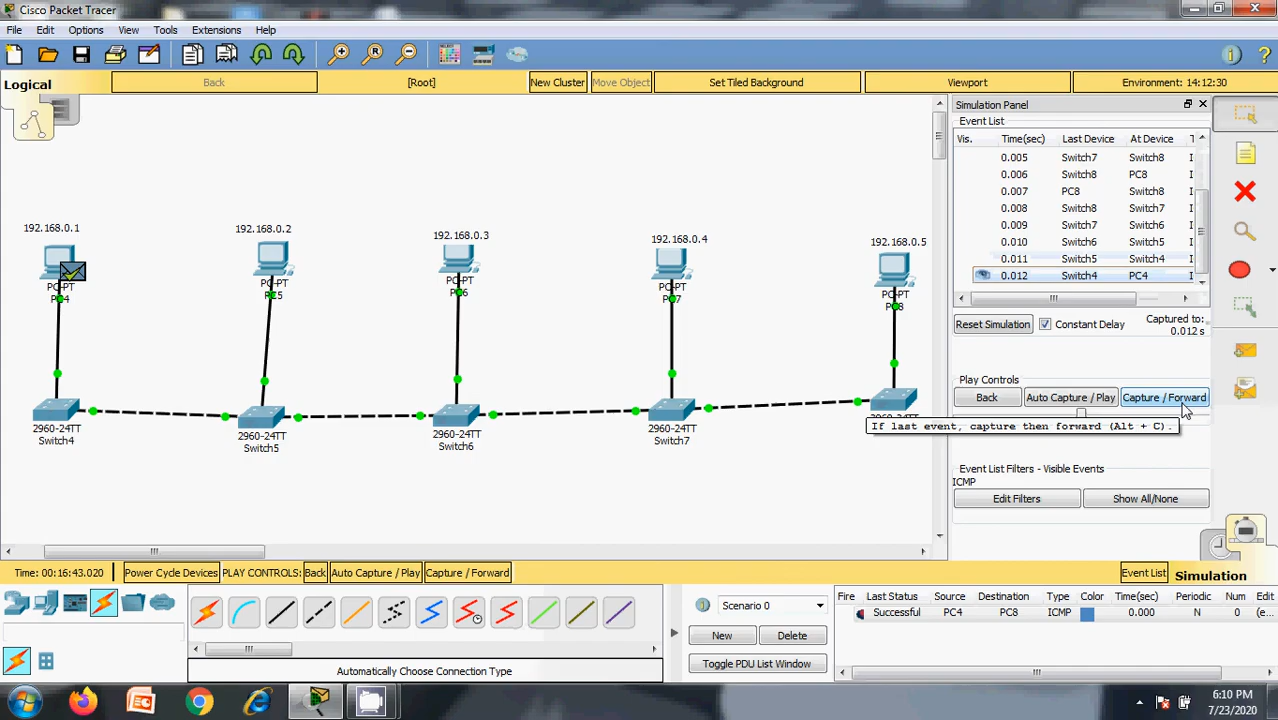 Cisco Packet Tracer
File Edit Options View Tools Extensions Help
Logical
Back
[Root]
New Cluster
Move Object
Set Tiled Background
Viewport
Environment: 14:12:30
192.168.0.1
192.168.0.2
192.168.0.3
192.168.0.4
192.168.0.5
PC-PT
PC4
PC-PT
PC5
PC-PT
PC6
PC-PT
PC7
PC-PT
PC8
2960-24TT
Switch4
2960-24TT
Switch5
2960-24TT
Switch6
2960-24TT
Switch7
Simulation Panel
Event List
Vis. Time(sec) Last Device At Device
0.005 Switch7 Switch8 I
0.006 Switch8 PC8 I
0.007 PC8 Switch8 I
0.008 Switch8 Switch7 I
0.009 Switch7 Switch6 I
0.010 Switch6 Switch5 I
0.011 Switch5 Switch4 I
0.012 Switch4 PC4 I
Reset Simulation
Constant Delay
Captured to:
0.012 s
Play Controls
Back
Auto Capture / Play
Capture / Forward
If last event, capture then forward (Alt + C).
Event List Filters - Visible Events
ICMP
Edit Filters
Show All/None
Time: 00:16:43.020
Power Cycle Devices
PLAY CONTROLS:
Back
Auto Capture / Play
Capture / Forward
Event List
Simulation
Automatically Choose Connection Type
Scenario 0
New
Delete
Toggle PDU List Window
Fire Last Status Source Destination Type Color Time(sec) Periodic Num Edit
Successful PC4 PC8 ICMP 0.000 N 0 (e...
6:10 PM
7/23/2020